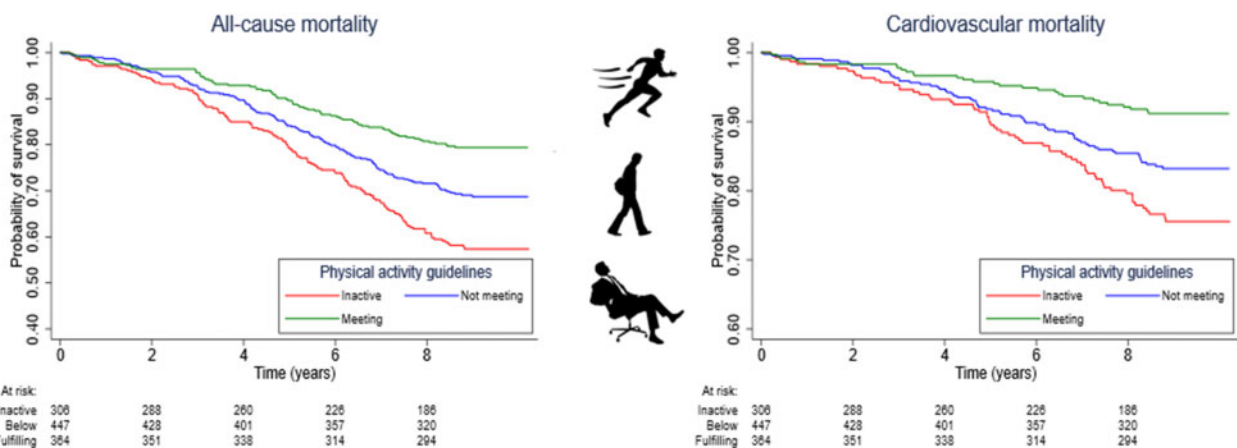 All-cause mortality
Probability of survival
1.00
0.90
0.80
0.70
0.60
0.50
0.40
Physical activity guidelines
Inactive Not meeting
Meeting
0 2 4 6 8
Time (years)
At risk:
306 288 260 226 186
447 428 401 357 320
364 351 338 314 294
Cardiovascular mortality
Probability of survival
1.00
0.90
0.80
0.70
0.60
Physical activity guidelines
Inactive Not meeting
Meeting
0 2 4 6 8
Time (years)
At risk:
Inactive 306 288 260 226 186
Below 447 428 401 357 320
Fulfilling 364 351 338 314 294